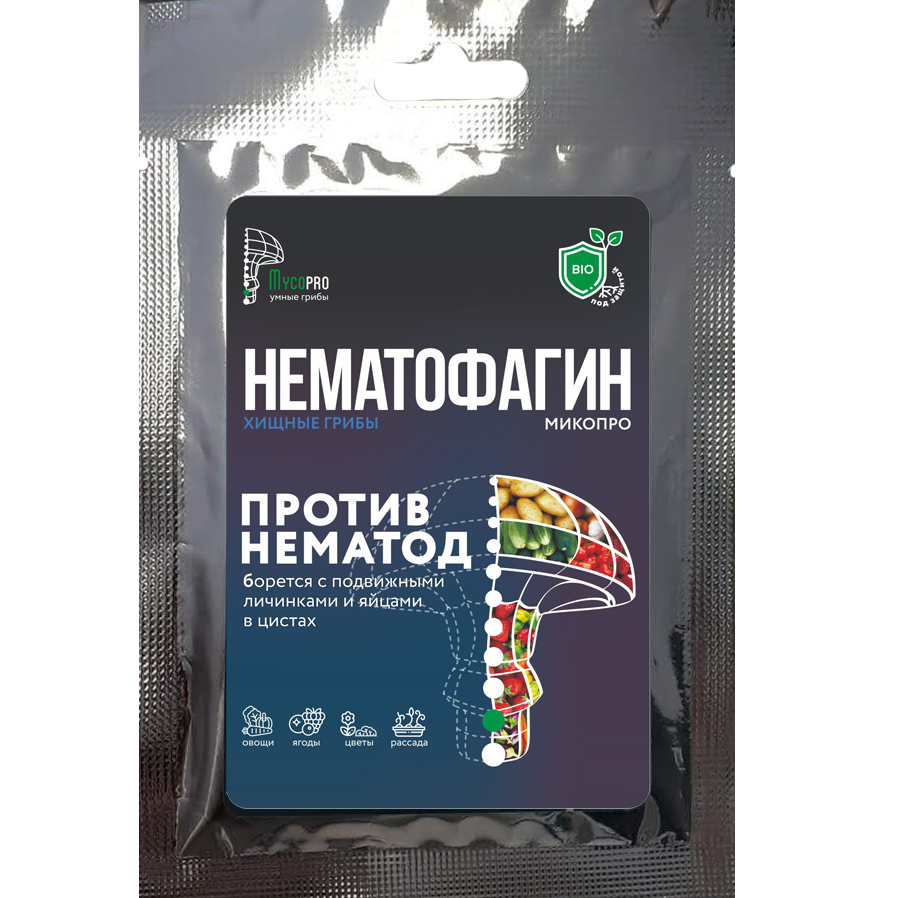 MYCOPRO
умные грибы
BIO
под защитой
НЕМАТОФАГИН
ХИЩНЫЕ ГРИБЫ
МИКОПРО
ПРОТИВ
НЕМАТОД
борется с подвижными
личинками и яйцами
в цистах
овощи
ягоды
цветы
рассада